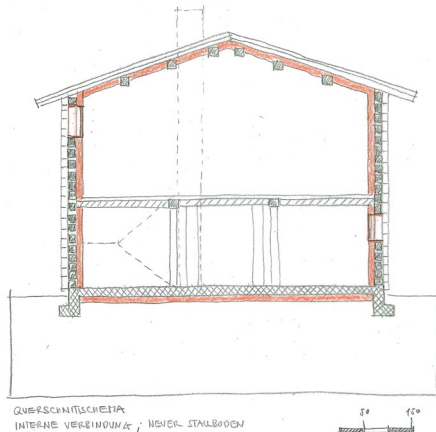 QUERSCHNITTSCHEMA
INTERNE VERBINDUNG ; NEUER STALLBODEN
50 150